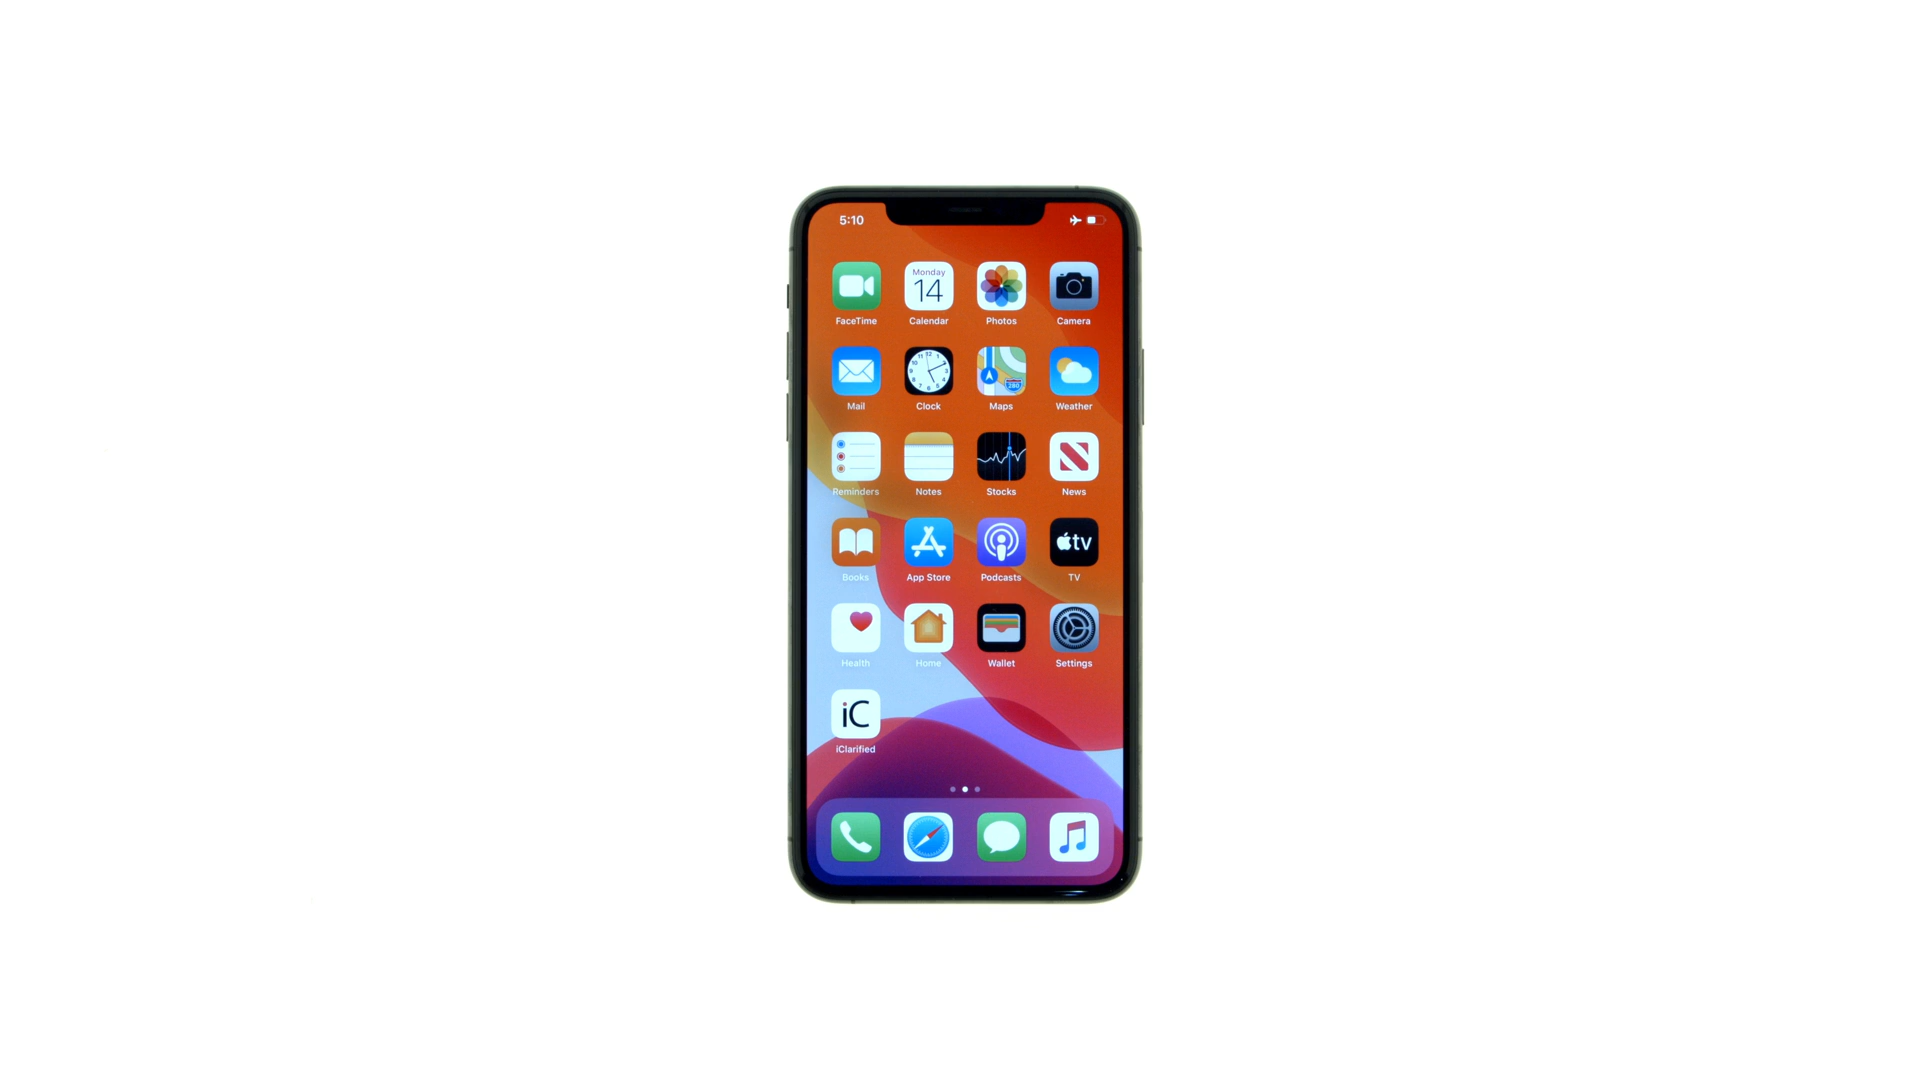 5:10
Monday
14
FaceTime Calendar Photos Camera
280
Mail Clock Maps Weather
Reminders Notes Stocks News
tv
Books App Store Podcasts TV
Health Home Wallet Settings
iC
iClarified